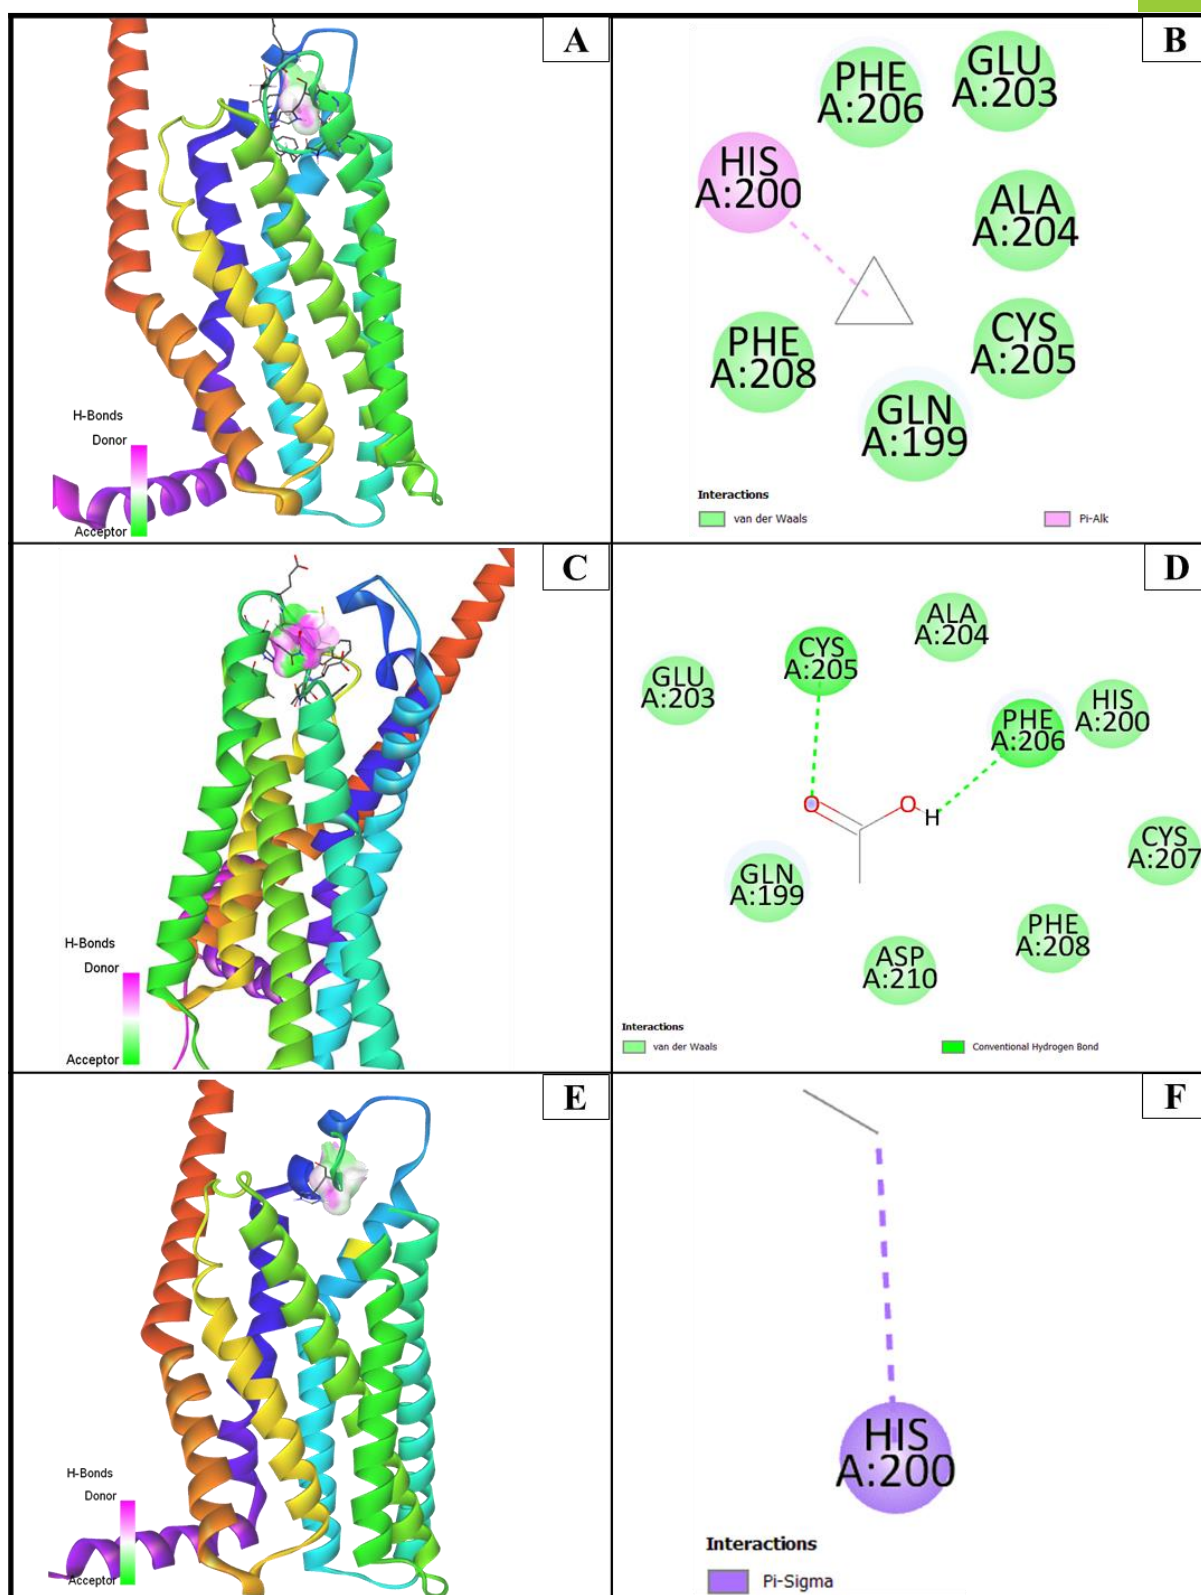 A
H-Bonds
Donor
Acceptor
B
PHE
A:206
GLU
A:203
HIS
A:200
ALA
A:204
CYS
A:205
PHE
A:208
GLN
A:199
Interactions
van der Waals
Pi-Alk
C
H-Bonds
Donor
Acceptor
D
ALA
A:204
CYS
A:205
GLU
A:203
HIS
A:200
PHE
A:206
O
O
H
CYS
A:207
GLN
A:199
PHE
A:208
ASP
A:210
Interactions
van der Waals
Conventional Hydrogen Bond
E
H-Bonds
Donor
Acceptor
F
HIS
A:200
Interactions
Pi-Sigma